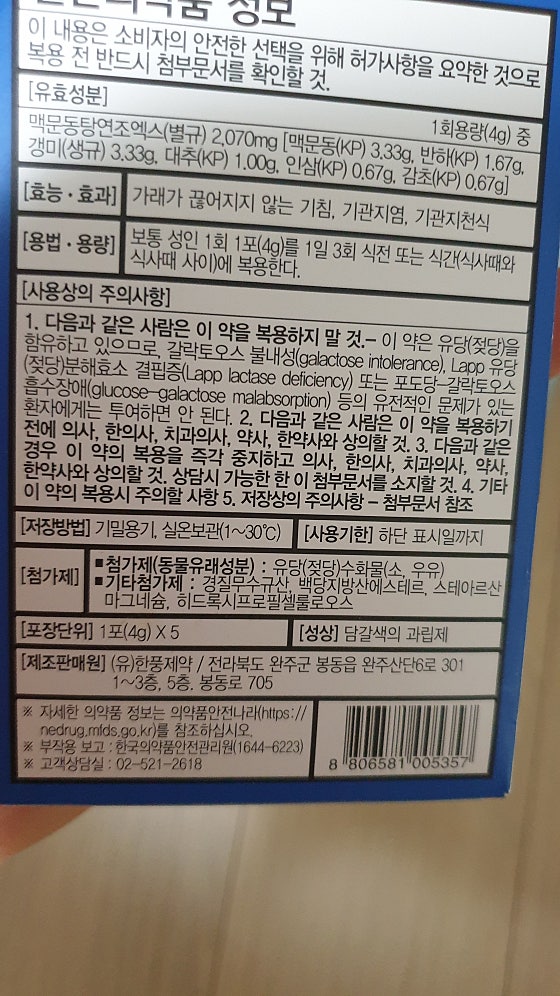 의약품 정보
이 내용은 소비자의 안전한 선택을 위해 허가사항을 요약한 것으로
복용 전 반드시 첨부문서를 확인할 것.
[유효성분]
1회용량(4g) 중
맥문동탕연조엑스(별규) 2,070mg [맥문동(KP) 3.33g, 반하(KP) 1.67g,
갱미(생규) 3.33g, 대추(KP) 1.00g, 인삼(KP) 0.67g, 감초(KP) 0.67g]
[효능·효과] 가래가 끊어지지 않는 기침, 기관지염, 기관지천식
[용법·용량] 보통 성인 1회 1포(4g)를 1일 3회 식전 또는 식간(식사때와
식사때 사이)에 복용한다.
[사용상의 주의사항]
1. 다음과 같은 사람은 이 약을 복용하지 말 것.- 이 약은 유당(젖당)을
함유하고 있으므로, 갈락토오스 불내성(galactose intolerance), Lapp 유당
(젖당)분해효소 결핍증(Lapp lactase deficiency) 또는 포도당-갈락토오스
흡수장애(glucose-galactose malabsorption) 등의 유전적인 문제가 있는
환자에게는 투여하면 안 된다. 2. 다음과 같은 사람은 이 약을 복용하기
전에 의사, 한의사, 치과의사, 약사, 한약사와 상의할 것. 3. 다음과 같은
경우 이 약의 복용을 즉각 중지하고 의사, 한의사, 치과의사, 약사,
한약사와 상의할 것. 상담시 가능한 한 이 첨부문서를 소지할 것. 4. 기타
이 약의 복용시 주의할 사항 5. 저장상의 주의사항 - 첨부문서 참조
[저장방법] 기밀용기, 실온보관(1~30℃) [사용기한] 하단 표시일까지
[첨가제] ■첨가제(동물유래성분) : 유당(젖당)수화물(소, 우유)
■기타첨가제 : 경질무수규산, 백당지방산에스테르, 스테아르산
마그네슘, 히드록시프로필셀룰로오스
[포장단위] 1포(4g) X 5 [성상] 담갈색의 과립제
[제조판매원] (유)한풍제약 / 전라북도 완주군 봉동읍 완주산단6로 301
1~3층, 5층. 봉동로 705
※ 자세한 의약품 정보는 의약품안전나라(https://
nedrug.mfds.go.kr)를 참조하십시오.
※ 부작용 보고 : 한국의약품안전관리원(1644-6223)
※ 고객상담실 : 02-521-2618
8 806581 005357